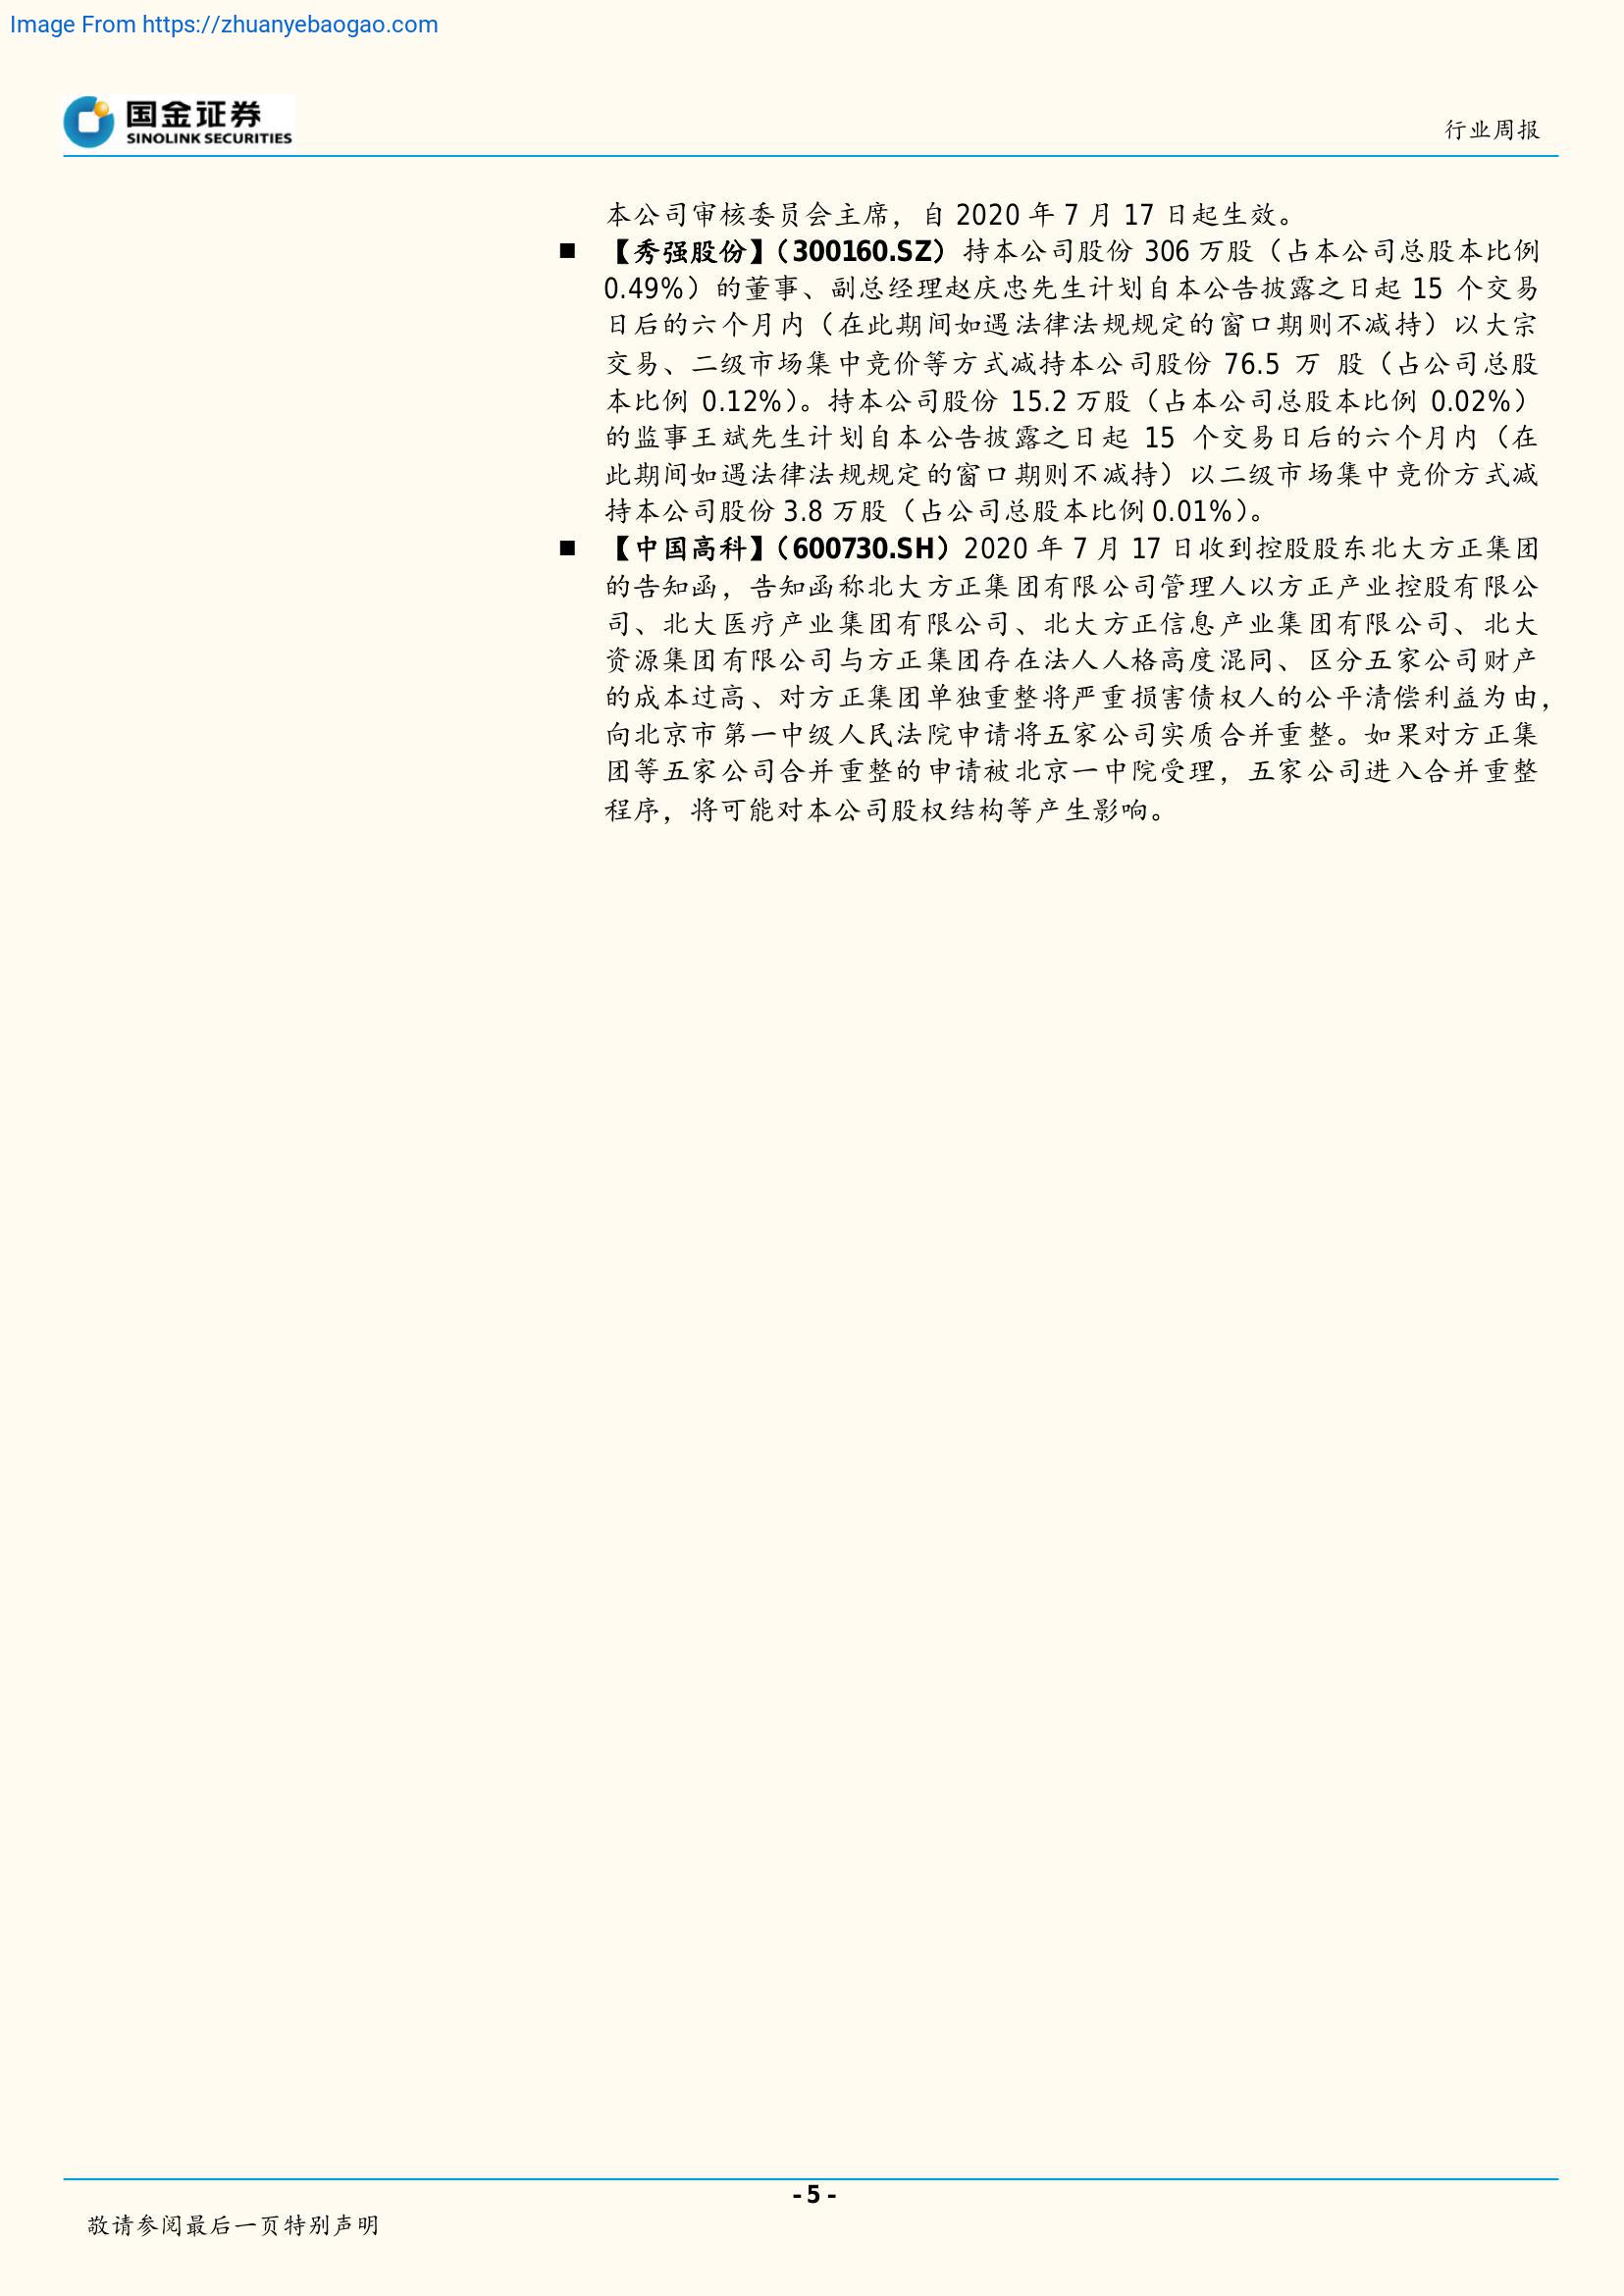 Image From https://zhuanyebaogao.com
国金证券
SINOLINK SECURITIES
行业周报
本公司审核委员会主席，自 2020 年 7 月 17 日起生效。
■ 【秀强股份】（300160.SZ）持本公司股份 306 万股（占本公司总股本比例
0.49%）的董事、副总经理赵庆忠先生计划自本公告披露之日起 15 个交易
日后的六个月内（在此期间如遇法律法规规定的窗口期则不减持）以大宗
交易、二级市场集中竞价等方式减持本公司股份 76.5 万 股（占公司总股
本比例 0.12%）。持本公司股份 15.2 万股（占本公司总股本比例 0.02%）
的监事王斌先生计划自本公告披露之日起 15 个交易日后的六个月内（在
此期间如遇法律法规规定的窗口期则不减持）以二级市场集中竞价方式减
持本公司股份 3.8 万股（占公司总股本比例 0.01%）。
■ 【中国高科】（600730.SH）2020 年 7 月 17 日收到控股股东北大方正集团
的告知函，告知函称北大方正集团有限公司管理人以方正产业控股有限公
司、北大医疗产业集团有限公司、北大方正信息产业集团有限公司、北大
资源集团有限公司与方正集团存在法人人格高度混同、区分五家公司财产
的成本过高、对方正集团单独重整将严重损害债权人的公平清偿利益为由，
向北京市第一中级人民法院申请将五家公司实质合并重整。如果对方正集
团等五家公司合并重整的申请被北京一中院受理，五家公司进入合并重整
程序，将可能对本公司股权结构等产生影响。
- 5 -
敬请参阅最后一页特别声明